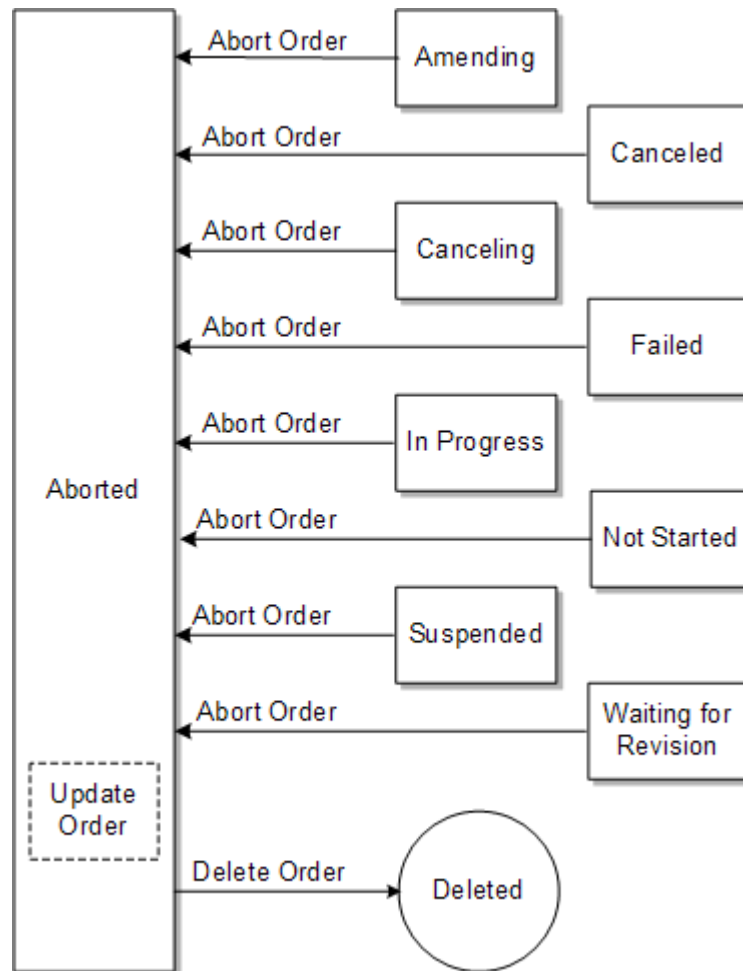 Abort Order
Amending
Abort Order
Canceled
Abort Order
Canceling
Abort Order
Failed
Abort Order
In Progress
Aborted
Abort Order
Not Started
Abort Order
Suspended
Abort Order
Waiting for
Revision
Update
Order
Delete Order
Deleted